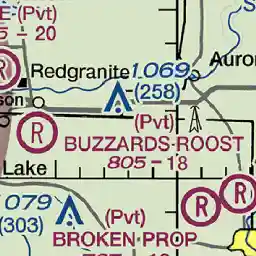 E (Pvt)
5 - 20
R
Redgranite
1069
(258)
Auror
son
R
(Pvt)
BUZZARDS ROOST
805 - 18
Lake
079
(303)
(Pvt)
BROKEN PROP
R
R